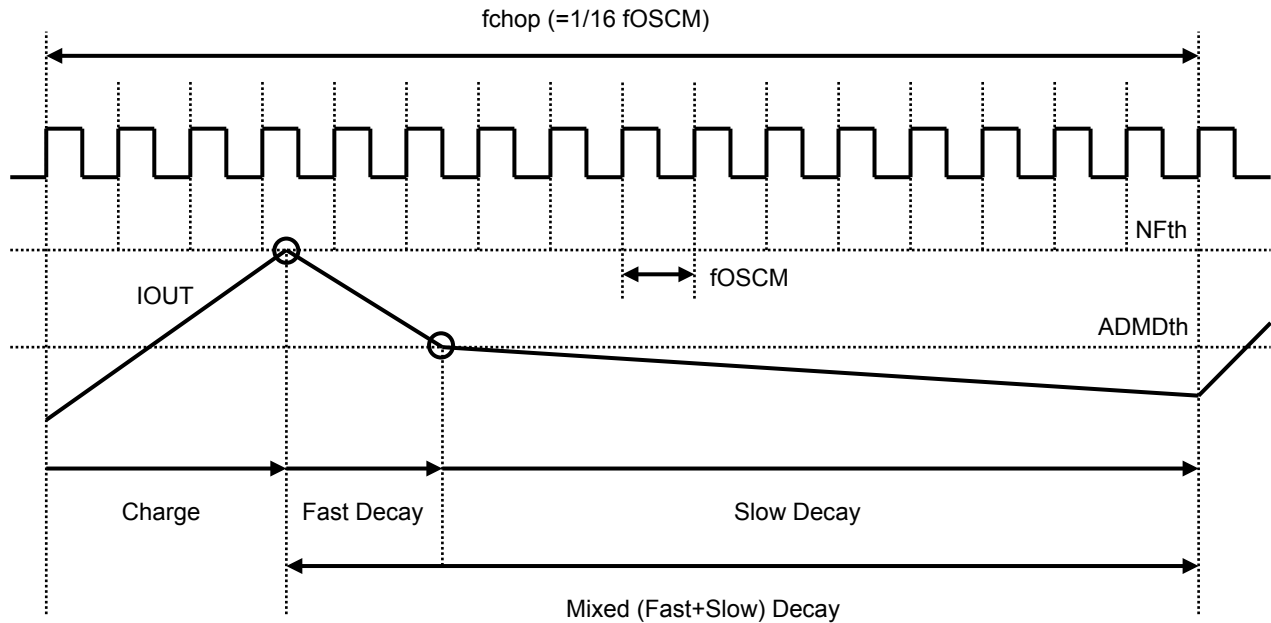 fchop (=1/16 fOSCM)
NFth
fOSCM
IOUT
ADMDth
Charge
Fast Decay
Slow Decay
Mixed (Fast+Slow) Decay